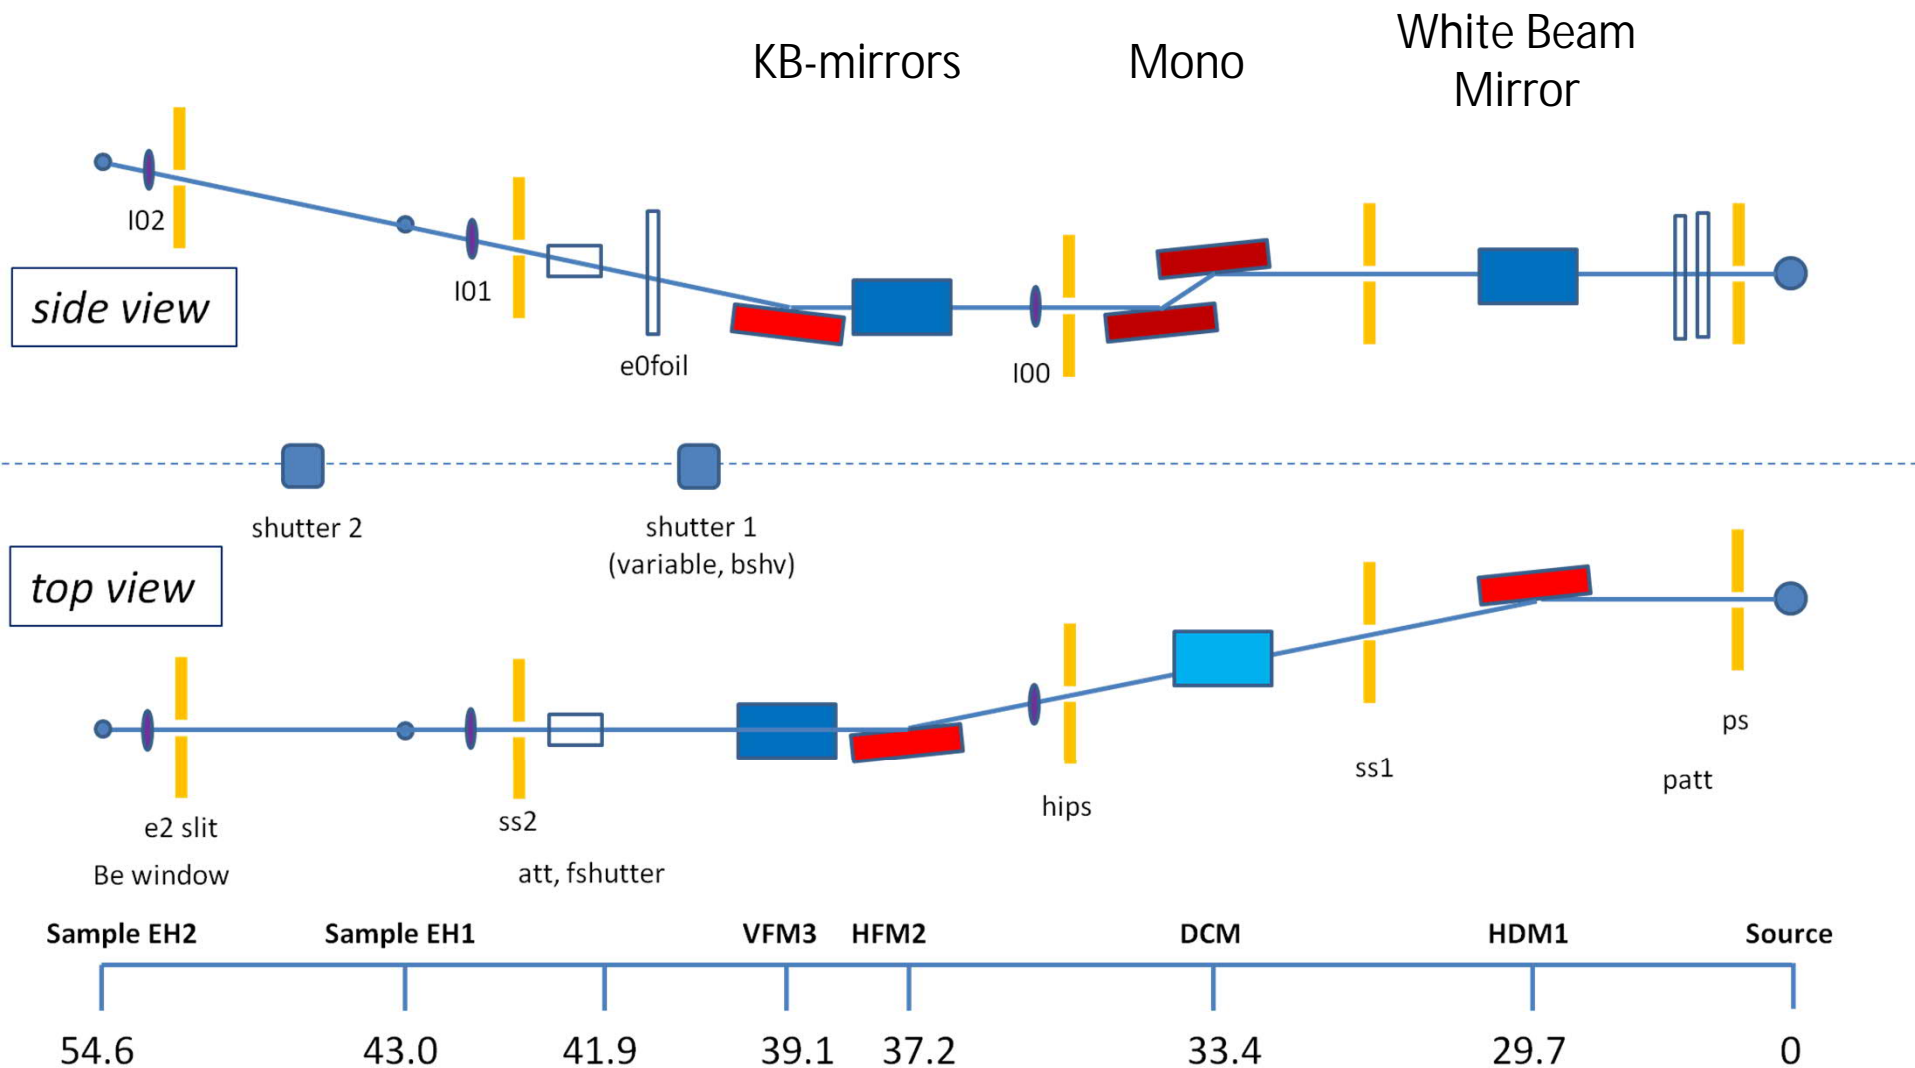 KB-mirrors
Mono
White Beam
Mirror
I02
side view
I01
e0foil
I00
shutter 2
shutter 1
(variable, bshv)
top view
ps
ss1
patt
hips
e2 slit
ss2
Be window
att, fshutter
Sample EH2 Sample EH1 VFM3 HFM2 DCM HDM1 Source
54.6 43.0 41.9 39.1 37.2 33.4 29.7 0